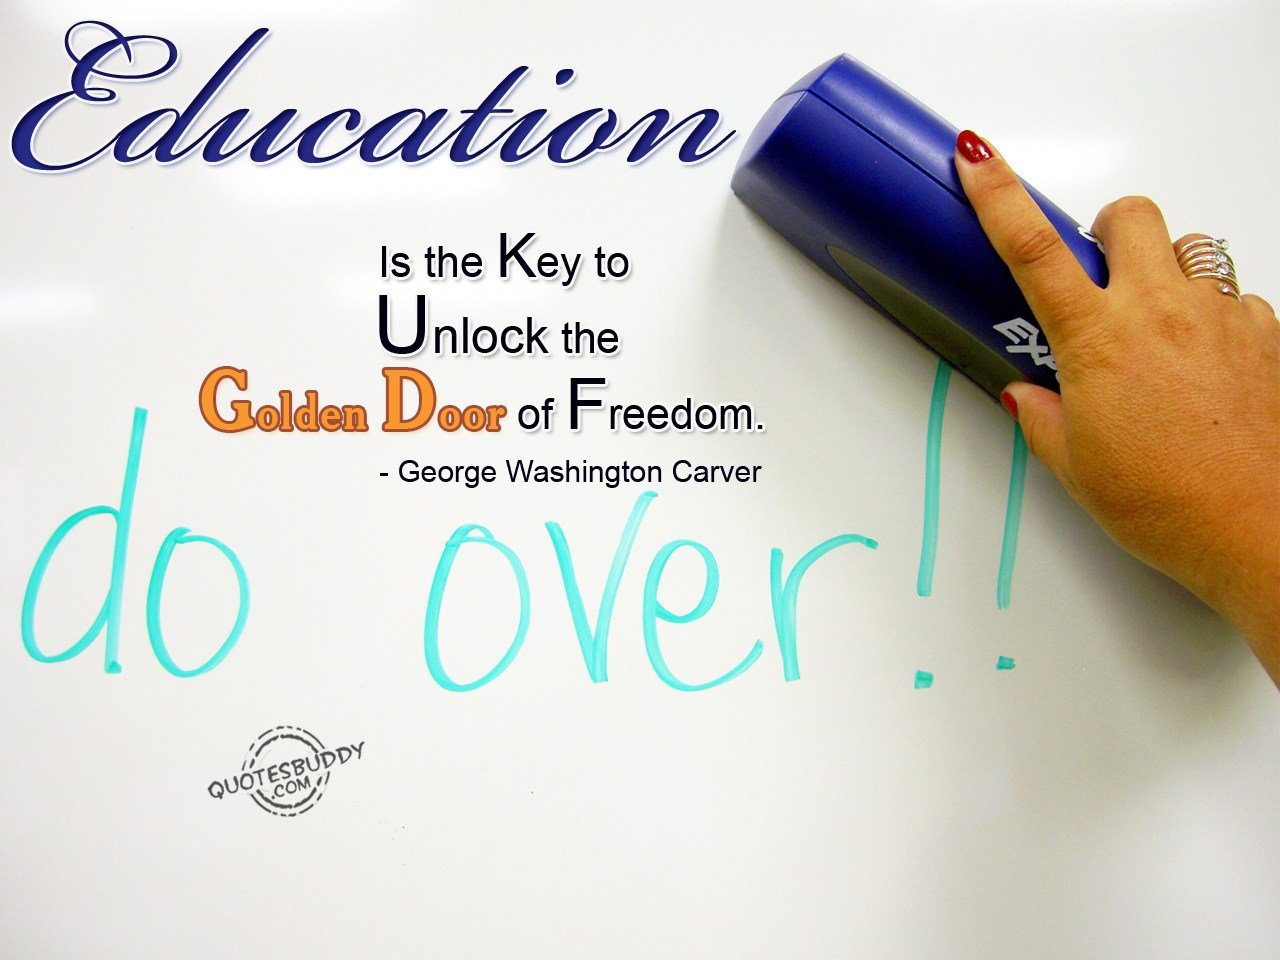 Education
Is the Key to
Unlock the
Golden Door of Freedom.
- George Washington Carver
do over!!
QUOTESBUDDY
.COM